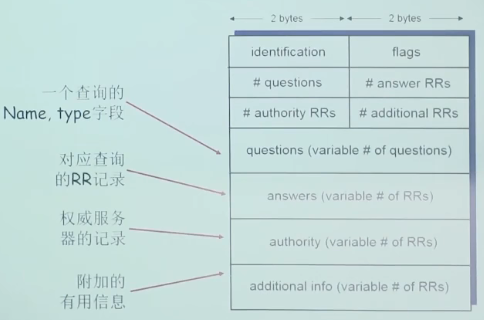 2 bytes 2 bytes
identification flags
# questions # answer RRs
# authority RRs # additional RRs
一个查询的
Name, type字段
questions (variable # of questions)
对应查询
的RR记录
answers (variable # of RRs)
权威服务
器的记录
authority (variable # of RRs)
附加的
有用信息
additional info (variable # of RRs)